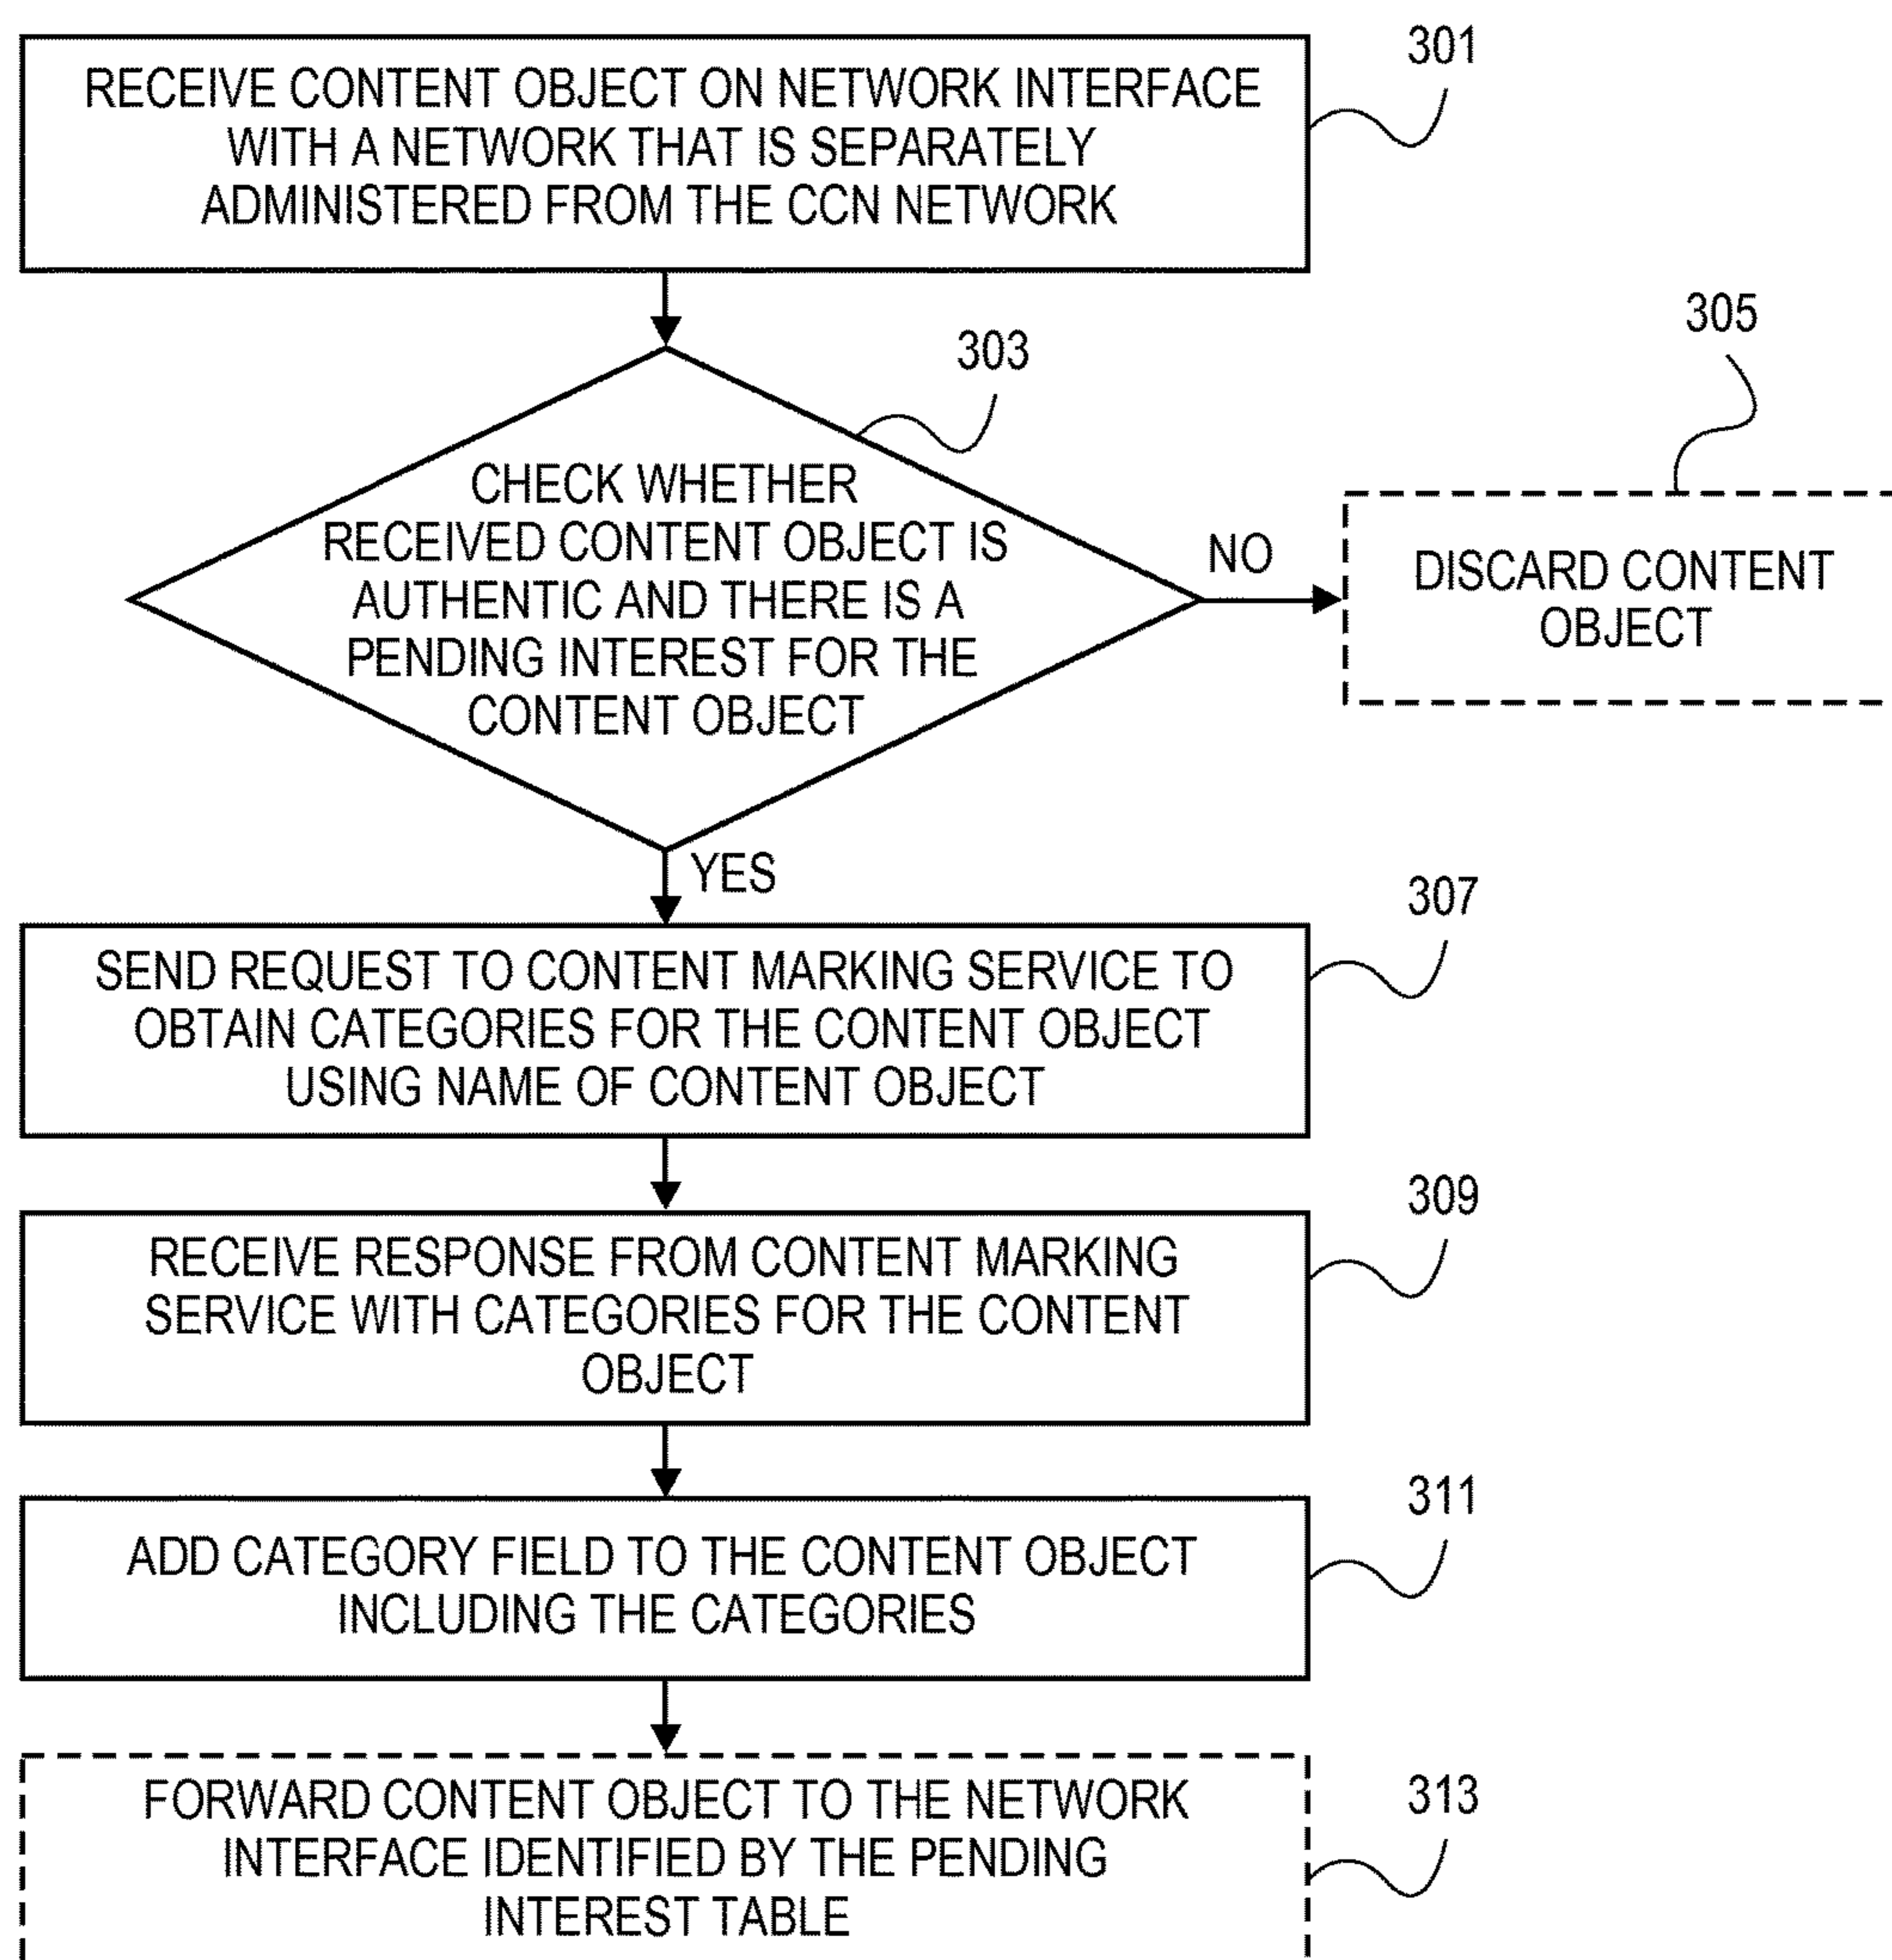 301
RECEIVE CONTENT OBJECT ON NETWORK INTERFACE
WITH A NETWORK THAT IS SEPARATELY
ADMINISTERED FROM THE CCN NETWORK
303
305
CHECK WHETHER
RECEIVED CONTENT OBJECT IS
AUTHENTIC AND THERE IS A
PENDING INTEREST FOR THE
CONTENT OBJECT
NO
DISCARD CONTENT
OBJECT
YES
307
SEND REQUEST TO CONTENT MARKING SERVICE TO
OBTAIN CATEGORIES FOR THE CONTENT OBJECT
USING NAME OF CONTENT OBJECT
309
RECEIVE RESPONSE FROM CONTENT MARKING
SERVICE WITH CATEGORIES FOR THE CONTENT
OBJECT
311
ADD CATEGORY FIELD TO THE CONTENT OBJECT
INCLUDING THE CATEGORIES
313
FORWARD CONTENT OBJECT TO THE NETWORK
INTERFACE IDENTIFIED BY THE PENDING
INTEREST TABLE